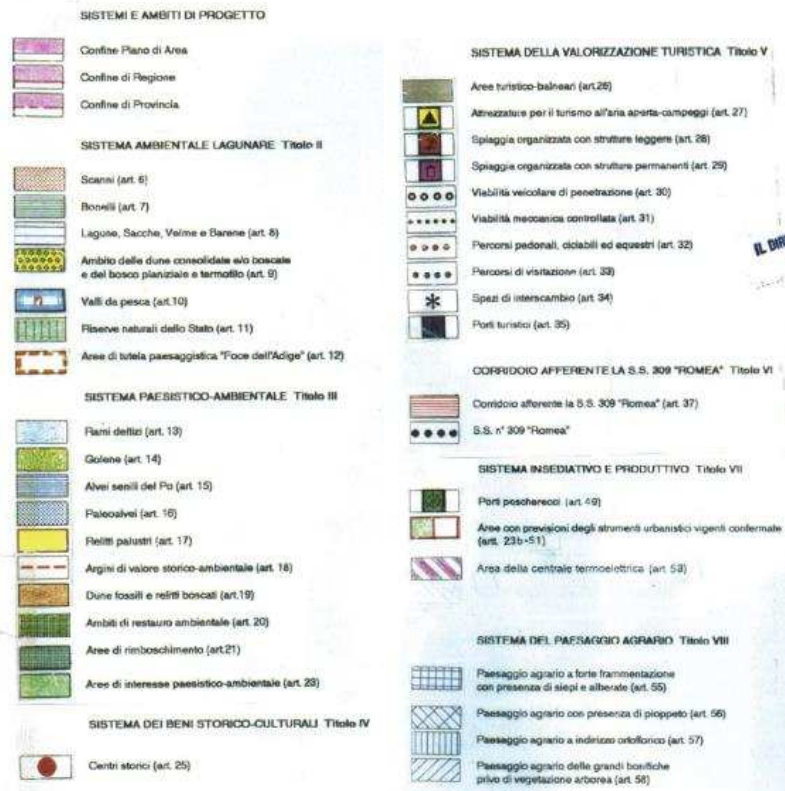 SISTEMI E AMBITI DI PROGETTO
Confine Piano di Area
Confine di Regione
Confine di Provincia
SISTEMA AMBIENTALE LAGUNARE Titolo II
Scanni (art. 6)
Bonelli (art. 7)
Lagune, Sacche, Velme e Barene (art. 8)
Ambito delle dune consolidate e/o boscate
e del bosco planiziale e termofilo (art. 9)
Valli da pesca (art.10)
Riserve naturali dello Stato (art. 11)
Aree di tutela paesaggistica "Foce dell'Adige" (art. 12)
SISTEMA PAESISTICO-AMBIENTALE Titolo III
Rami deltizi (art. 13)
Golene (art. 14)
Alvei senili del Po (art. 15)
Paleoalvei (art. 16)
Relitti palustri (art. 17)
Argini di valore storico-ambientale (art. 18)
Dune fossili e relitti boscati (art.19)
Ambiti di restauro ambientale (art. 20)
Aree di rimboschimento (art.21)
Aree di interesse paesistico-ambientale (art. 23)
SISTEMA DEI BENI STORICO-CULTURALI Titolo IV
Centri storici (art. 25)
SISTEMA DELLA VALORIZZAZIONE TURISTICA Titolo V
Aree turistico-balneari (art.26)
Attrezzature per il turismo all'aria aperta-campeggi (art. 27)
Spiaggia organizzata con strutture leggere (art. 28)
Spiaggia organizzata con strutture permanenti (art. 29)
Viabilità veicolare di penetrazione (art. 30)
Viabilità meccanica controllata (art. 31)
Percorsi pedonali, ciclabili ed equestri (art. 32)
Percorsi di visitazione (art. 33)
Spazi di interscambio (art. 34)
Porti turistici (art. 35)
IL DIR
CORRIDOIO AFFERENTE LA S.S. 309 "ROMEA" Titolo VI
Corridoio afferente la S.S. 309 "Romea" (art. 37)
S.S. n° 309 "Romea"
SISTEMA INSEDIATIVO E PRODUTTIVO Titolo VII
Porti pescherecci (art. 49)
Aree con previsioni degli strumenti urbanistici vigenti confermate
(artt. 23b-51)
Area della centrale termoelettrica (art. 53)
SISTEMA DEL PAESAGGIO AGRARIO Titolo VIII
Paesaggio agrario a forte frammentazione
con presenza di siepi e alberate (art. 55)
Paesaggio agrario con presenza di pioppeto (art. 56)
Paesaggio agrario a indirizzo ortoflorico (art. 57)
Paesaggio agrario delle grandi bonifiche
privo di vegetazione arborea (art. 58)